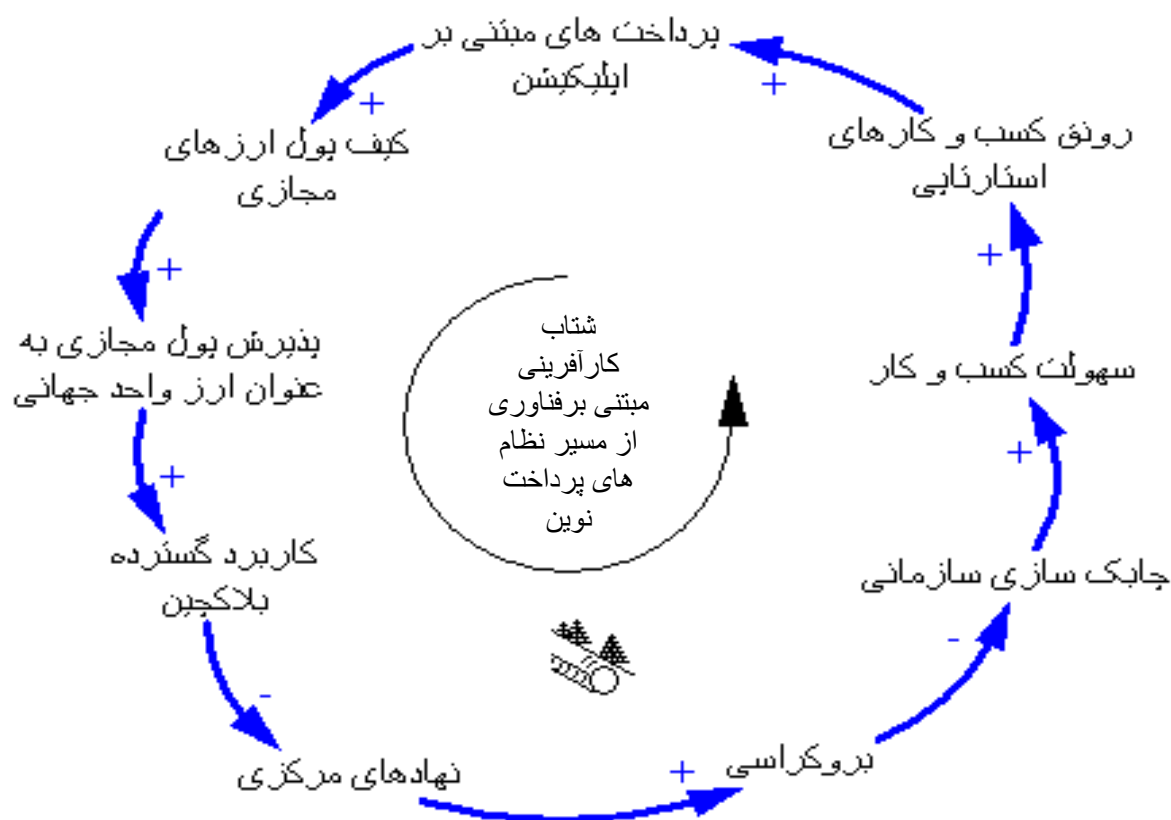 پرداخت های مبتنی بر
اپلیکیشن
+
+
کیف پول ارزهای
مجازی
رونق کسب و کارهای
استارتاپی
+
+
پذیرش پول مجازی به
عنوان ارز واحد جهانی
شتاب
کارآفرینی
مبتنی برفناوری
از مسیر نظام
های پرداخت
نوین
سهولت کسب و کار
+
+
کاربرد گسترده
بلاکچین
چابک سازی سازمانی
-
-
نهادهای مرکزی
+
بروکراسی